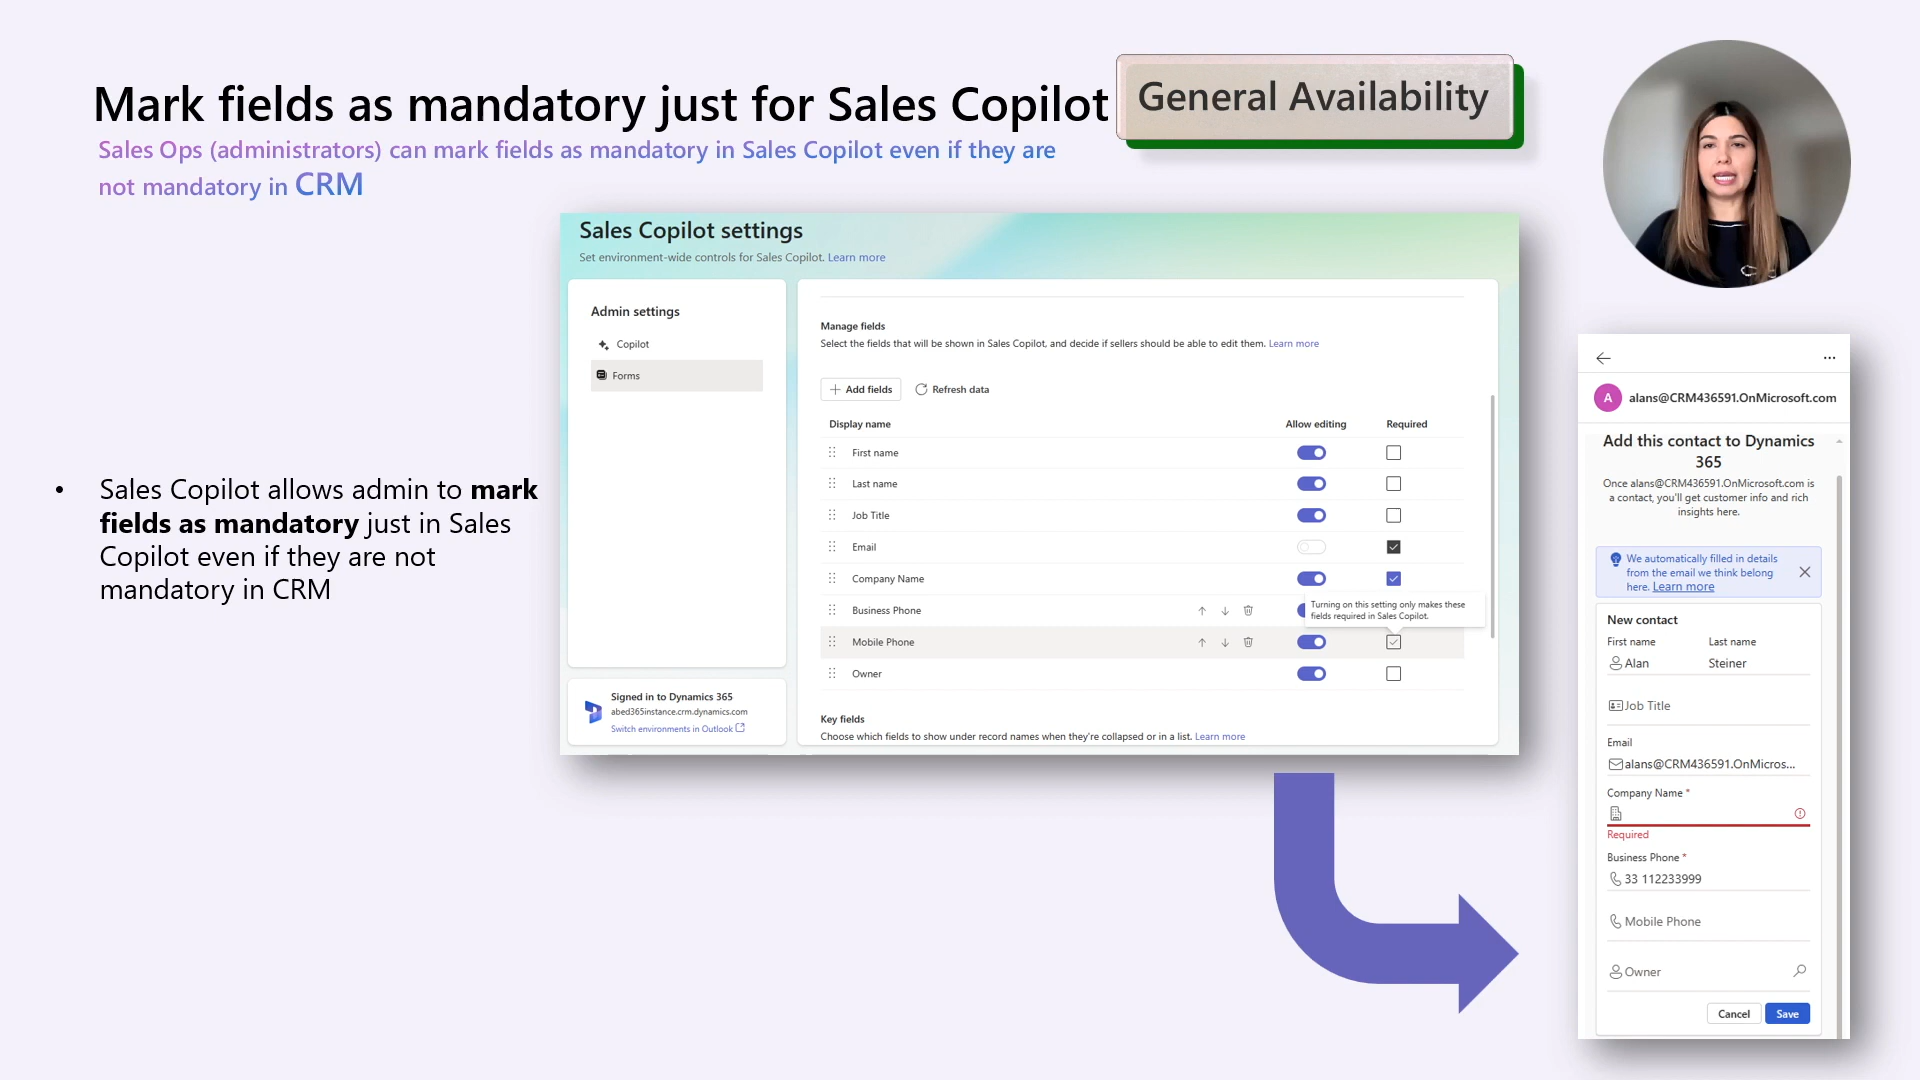 Mark fields as mandatory just for Sales Copilot
General Availability
Sales Ops (administrators) can mark fields as mandatory in Sales Copilot even if they are
not mandatory in CRM
• Sales Copilot allows admin to mark
fields as mandatory just in Sales
Copilot even if they are not
mandatory in CRM
Sales Copilot settings
Set environment-wide controls for Sales Copilot. Learn more
Admin settings
Copilot
Forms
Signed in to Dynamics 365
abed365instance.crm.dynamics.com
Switch environments in Outlook
Manage fields
Select the fields that will be shown in Sales Copilot, and decide if sellers should be able to edit them. Learn more
Add fields Refresh data
Display name Allow editing Required
First name
Last name
Job Title
Email
Company Name
Business Phone
Turning on this setting only makes these
fields required in Sales Copilot.
Mobile Phone
Owner
Key fields
Choose which fields to show under record names when they're collapsed or in a list. Learn more
A alans@CRM436591.OnMicrosoft.com
Add this contact to Dynamics
365
Once alans@CRM436591.OnMicrosoft.com is
a contact, you'll get customer info and rich
insights here.
We automatically filled in details
from the email we think belong
here. Learn more
New contact
First name Last name
Alan Steiner
Job Title
Email
alans@CRM436591.OnMicros...
Company Name *
Required
Business Phone *
33 112233999
Mobile Phone
Owner
Cancel Save